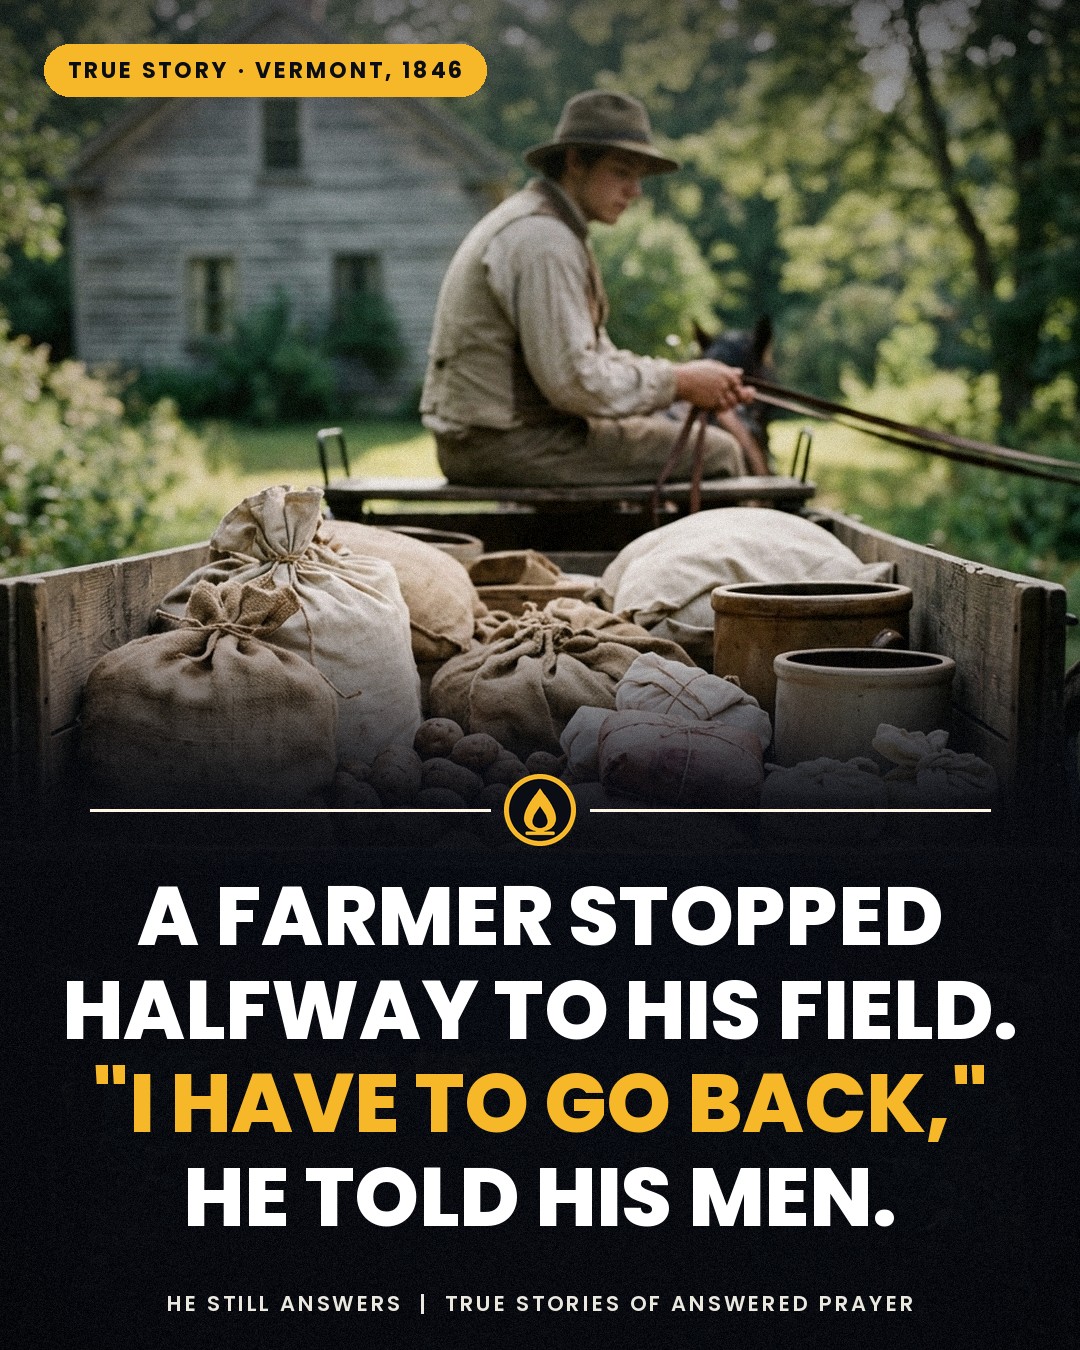 TRUE STORY · VERMONT, 1846
A FARMER STOPPED
HALFWAY TO HIS FIELD.
"I HAVE TO GO BACK,"
HE TOLD HIS MEN.
HE STILL ANSWERS | TRUE STORIES OF ANSWERED PRAYER